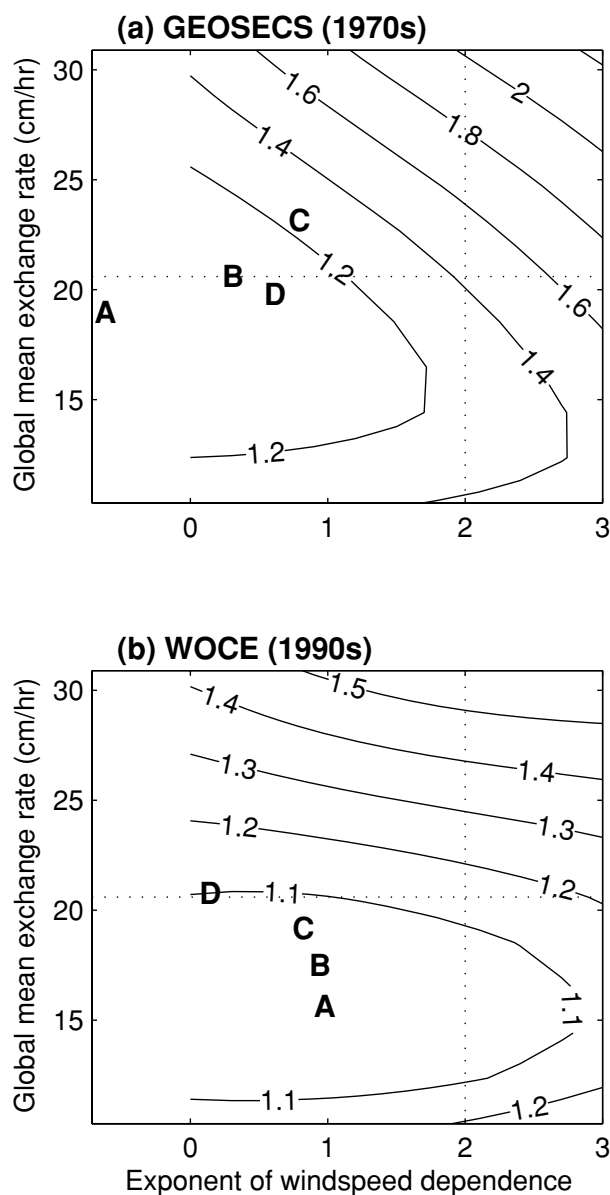 (a) GEOSECS (1970s)
Global mean exchange rate (cm/hr)
30
25
20
15
0
1
2
3
2
1.6
1.8
1.4
1.2
1.6
1.4
1.2
A
B
C
D
(b) WOCE (1990s)
Global mean exchange rate (cm/hr)
30
25
20
15
0
1
2
3
1.5
1.4
1.4
1.3
1.3
1.2
1.2
1.1
1.1
1.1
1.2
D
C
B
A
Exponent of windspeed dependence